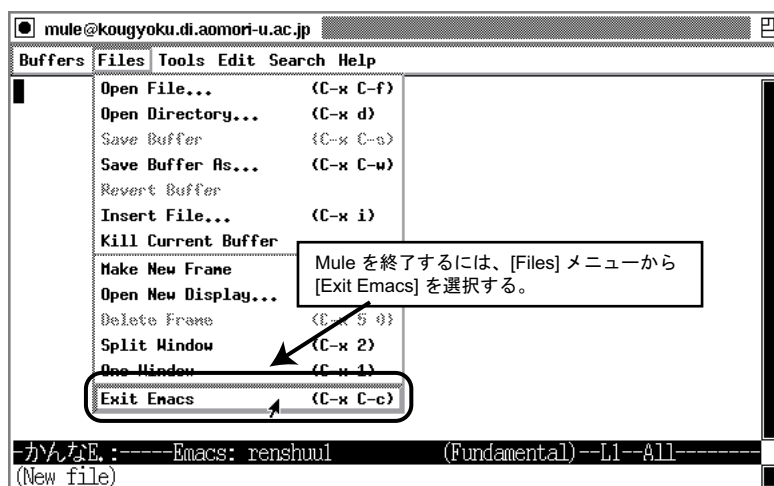 mule@kougyoku.di.aomori-u.ac.jp
Buffers Files Tools Edit Search Help
Open File... (C-x C-f)
Open Directory... (C-x d)
Save Buffer (C-x C-s)
Save Buffer As... (C-x C-w)
Revert Buffer
Insert File... (C-x i)
Kill Current Buffer
Make New Frame
Open New Display...
Delete Frame (C-x 5 0)
Split Window (C-x 2)
One Window (C-x 1)
Exit Emacs (C-x C-c)
Mule を終了するには、[Files] メニューから
[Exit Emacs] を選択する。
-かんなE.:-----Emacs: renshuu1 (Fundamental)--L1--All--------
(New file)